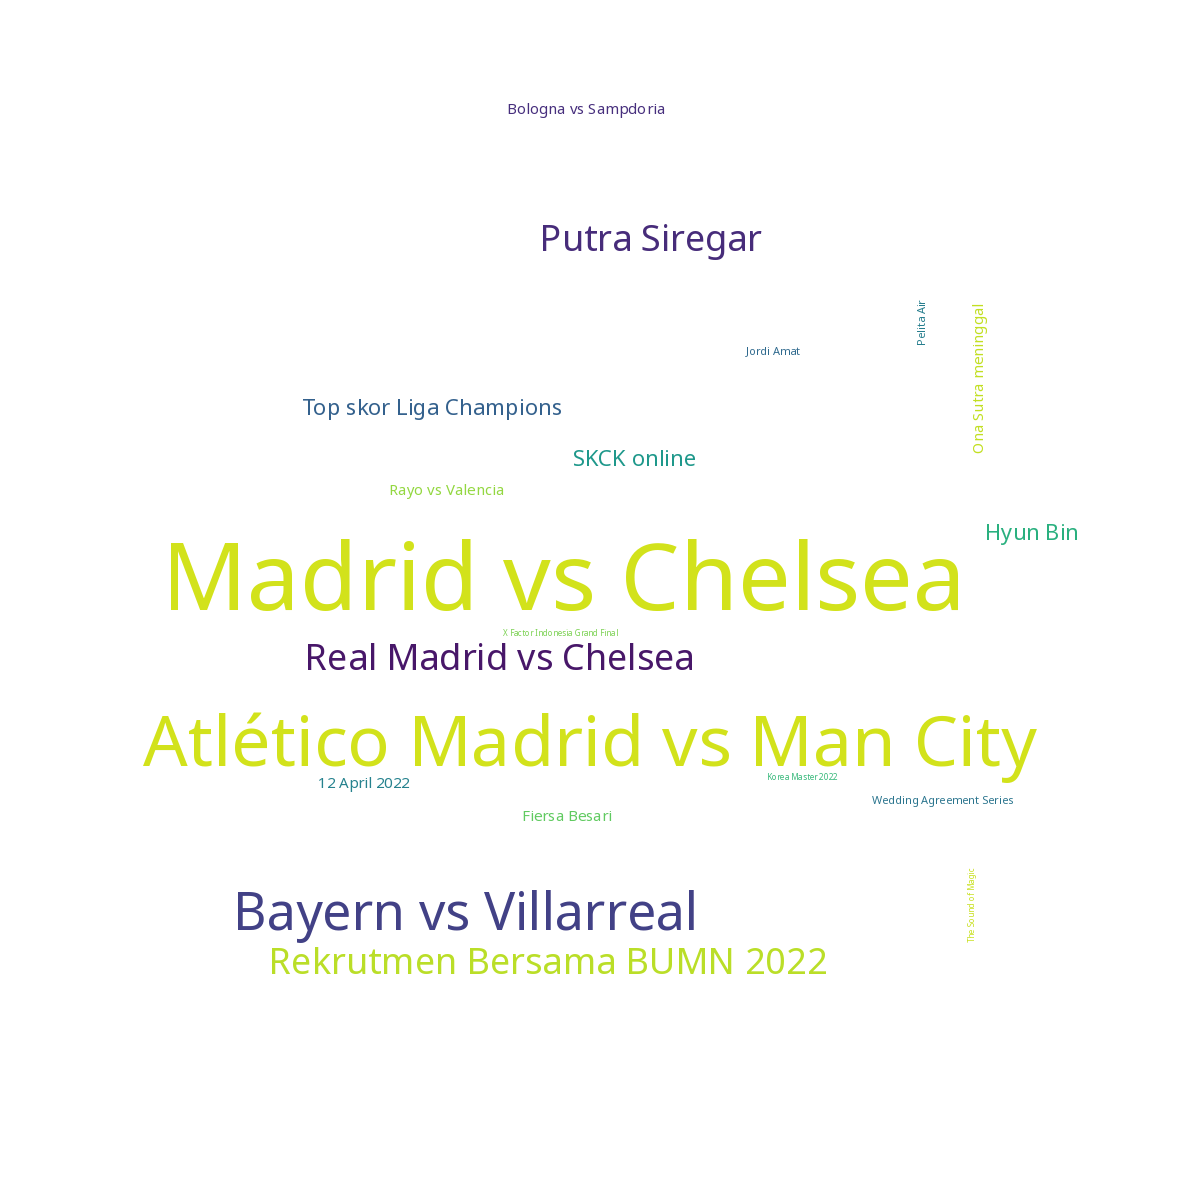 Bologna vs Sampdoria
Putra Siregar
Pelita Air
Ona Sutra meninggal
Jordi Amat
Top skor Liga Champions
SKCK online
Rayo vs Valencia
Hyun Bin
Madrid vs Chelsea
X Factor Indonesia Grand Final
Real Madrid vs Chelsea
Atlético Madrid vs Man City
Korea Master 2022
12 April 2022
Wedding Agreement Series
Fiersa Besari
The Sound of Magic
Bayern vs Villarreal
Rekrutmen Bersama BUMN 2022